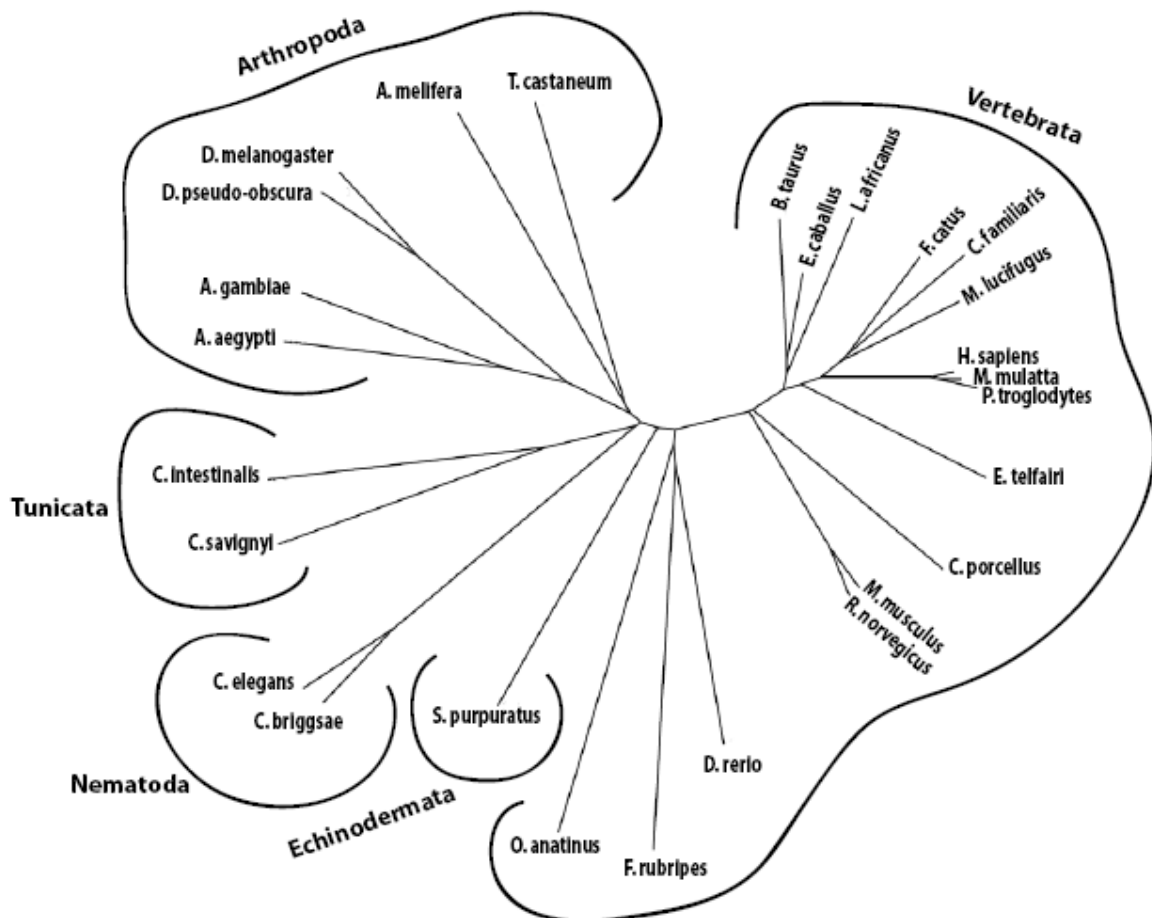 Arthropoda
A. melifera
T. castaneum
D. melanogaster
D. pseudo-obscura
A. gambiae
A. aegypti
Vertebrata
B. taurus
E. caballus
L. africanus
F. catus
C. familiaris
M. lucifugus
H. sapiens
M. mulatta
P. troglodytes
E. telfairi
C. porcellus
M. musculus
R. norvegicus
Tunicata
C. intestinalis
C. savignyi
Nematoda
C. elegans
C. briggsae
Echinodermata
S. purpuratus
O. anatinus
F. rubripes
D. rerio